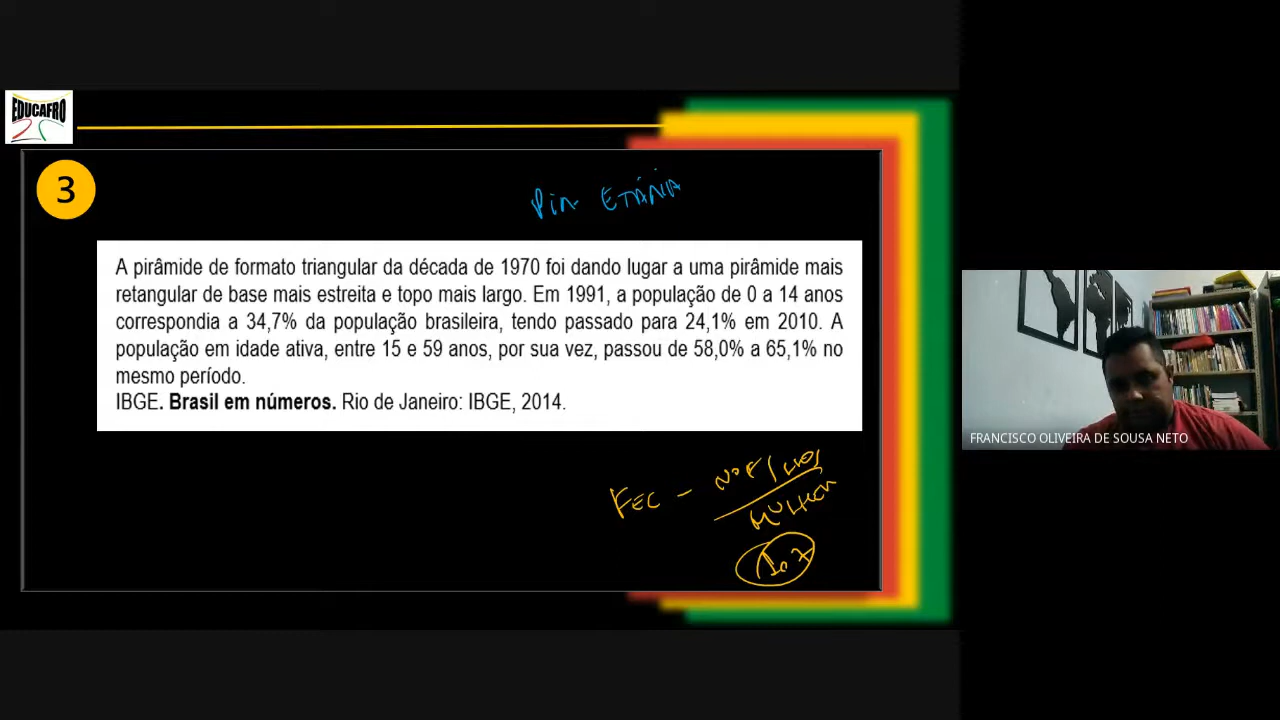 EDUCAFRO
3
Pir ETÁRIA
A pirâmide de formato triangular da década de 1970 foi dando lugar a uma pirâmide mais
retangular de base mais estreita e topo mais largo. Em 1991, a população de 0 a 14 anos
correspondia a 34,7% da população brasileira, tendo passado para 24,1% em 2010. A
população em idade ativa, entre 15 e 59 anos, por sua vez, passou de 58,0% a 65,1% no
mesmo período.
IBGE. Brasil em números. Rio de Janeiro: IBGE, 2014.
FEC - Nº FILHOS
MULHER
1.7
FRANCISCO OLIVEIRA DE SOUSA NETO